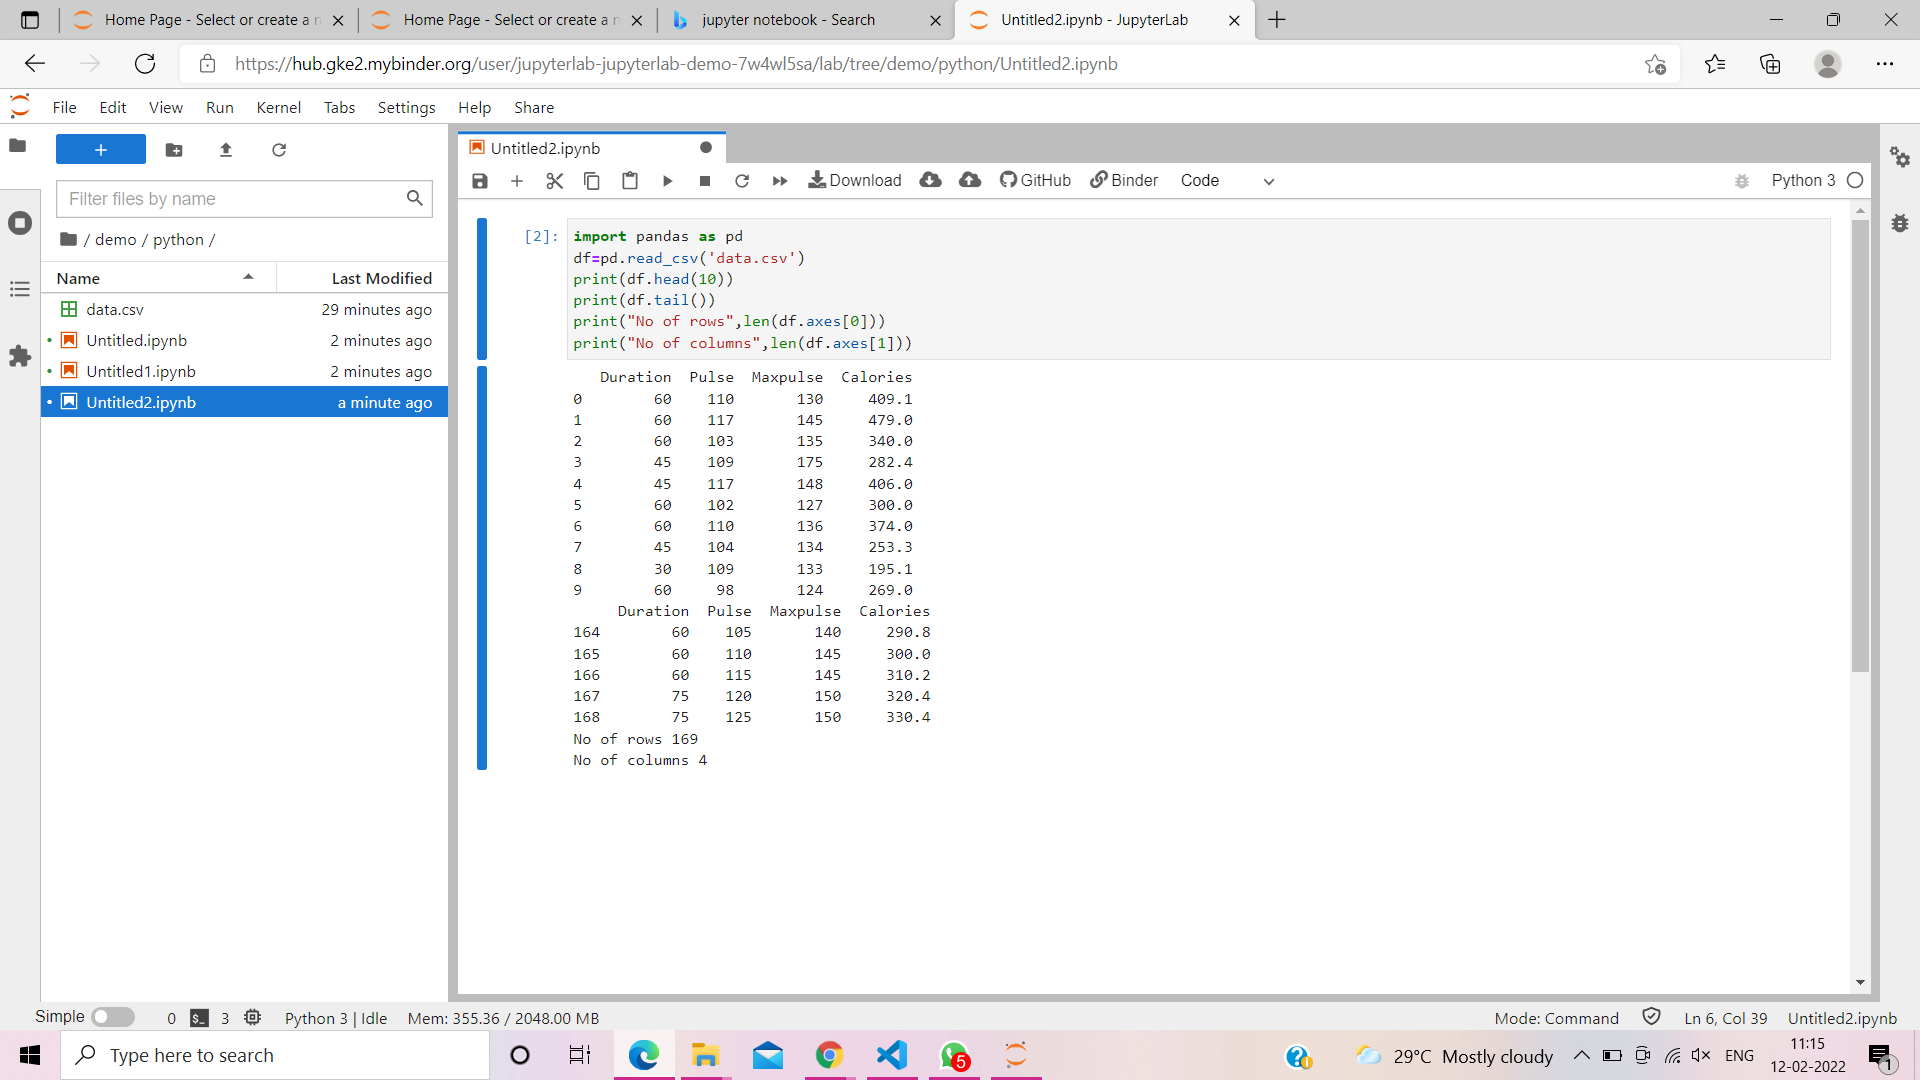 Home Page - Select or create a n
Home Page - Select or create a n
jupyter notebook - Search
Untitled2.ipynb - JupyterLab
https://hub.gke2.mybinder.org/user/jupyterlab-jupyterlab-demo-7w4wl5sa/lab/tree/demo/python/Untitled2.ipynb
File Edit View Run Kernel Tabs Settings Help Share
+
Filter files by name
/ demo / python /
Name Last Modified
data.csv 29 minutes ago
Untitled.ipynb 2 minutes ago
Untitled1.ipynb 2 minutes ago
Untitled2.ipynb a minute ago
Untitled2.ipynb
Download GitHub Binder Code Python 3
[2]: import pandas as pd
df=pd.read_csv('data.csv')
print(df.head(10))
print(df.tail())
print("No of rows",len(df.axes[0]))
print("No of columns",len(df.axes[1]))
Duration Pulse Maxpulse Calories
0 60 110 130 409.1
1 60 117 145 479.0
2 60 103 135 340.0
3 45 109 175 282.4
4 45 117 148 406.0
5 60 102 127 300.0
6 60 110 136 374.0
7 45 104 134 253.3
8 30 109 133 195.1
9 60 98 124 269.0
Duration Pulse Maxpulse Calories
164 60 105 140 290.8
165 60 110 145 300.0
166 60 115 145 310.2
167 75 120 150 320.4
168 75 125 150 330.4
No of rows 169
No of columns 4
Simple 0 $_ 3 Python 3 | Idle Mem: 355.36 / 2048.00 MB
Mode: Command Ln 6, Col 39 Untitled2.ipynb
Type here to search
5
29°C Mostly cloudy
ENG
11:15
12-02-2022
1